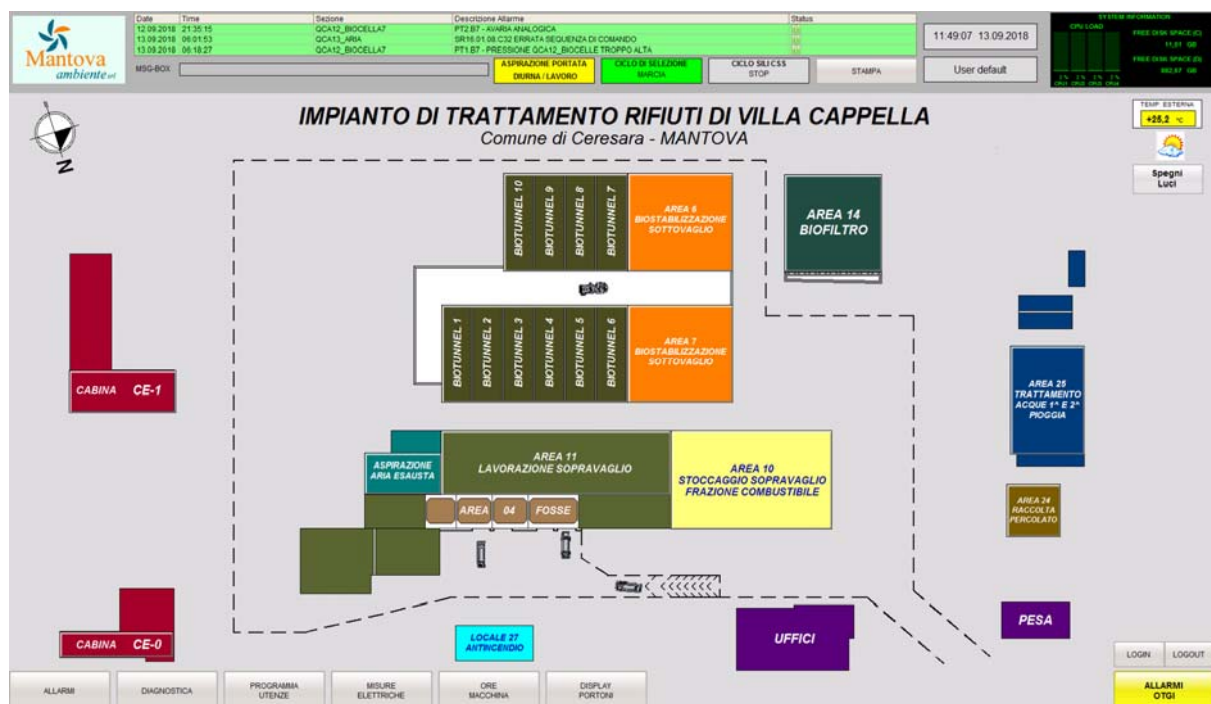 Mantova
ambiente srl
Date Time Sezione Descrizione Allarme Status
12.09.2018 21:35:15 QCA12_BIOCELLA7 PT2.B7 - AVARIA ANALOGICA
13.09.2018 06:01:53 QCA12_ARIA SR16.01.08.C32 ERRATA SEQUENZA DI COMANDO
13.09.2018 06:18:27 QCA12_BIOCELLA7 PT1.B7 - PRESSIONE QCA12_BIOCELLE TROPPO ALTA
MSG-BOX
ASPIRAZIONE PORTATA
DIURNA / LAVORO
CICLO DI SELEZIONE
MARCIA
CICLO SILI CSS
STOP
STAMPA
11:49:07 13.09.2018
User default
SYSTEM INFORMATION
CPU LOAD
FREE DISK SPACE (C)
GB
FREE DISK SPACE (D)
GB
CPU1 CPU2 CPU3 CPU4
N
IMPIANTO DI TRATTAMENTO RIFIUTI DI VILLA CAPPELLA
Comune di Ceresara - MANTOVA
TEMP ESTERNA
+25,2 °C
Spegni
Luci
BIOTUNNEL 10
BIOTUNNEL 9
BIOTUNNEL 8
BIOTUNNEL 7
AREA 6
BIOSTABILIZZAZIONE
SOTTOVAGLIO
AREA 14
BIOFILTRO
BIOTUNNEL 1
BIOTUNNEL 2
BIOTUNNEL 3
BIOTUNNEL 4
BIOTUNNEL 5
BIOTUNNEL 6
AREA 7
BIOSTABILIZZAZIONE
SOTTOVAGLIO
CABINA CE-1
AREA 25
TRATTAMENTO
ACQUE 1^ E 2^
PIOGGIA
ASPIRAZIONE
ARIA ESAUSTA
AREA 11
LAVORAZIONE SOPRAVAGLIO
AREA 10
STOCCAGGIO SOPRAVAGLIO
FRAZIONE COMBUSTIBILE
AREA 04 FOSSE
AREA 24
RACCOLTA
PERCOLATO
CABINA CE-0
LOCALE 27
ANTINCENDIO
UFFICI
PESA
LOGIN LOGOUT
ALLARMI
DIAGNOSTICA
PROGRAMMA
UTENZE
MISURE
ELETTRICHE
ORE
MACCHINA
DISPLAY
PORTONI
ALLARMI
OTGI